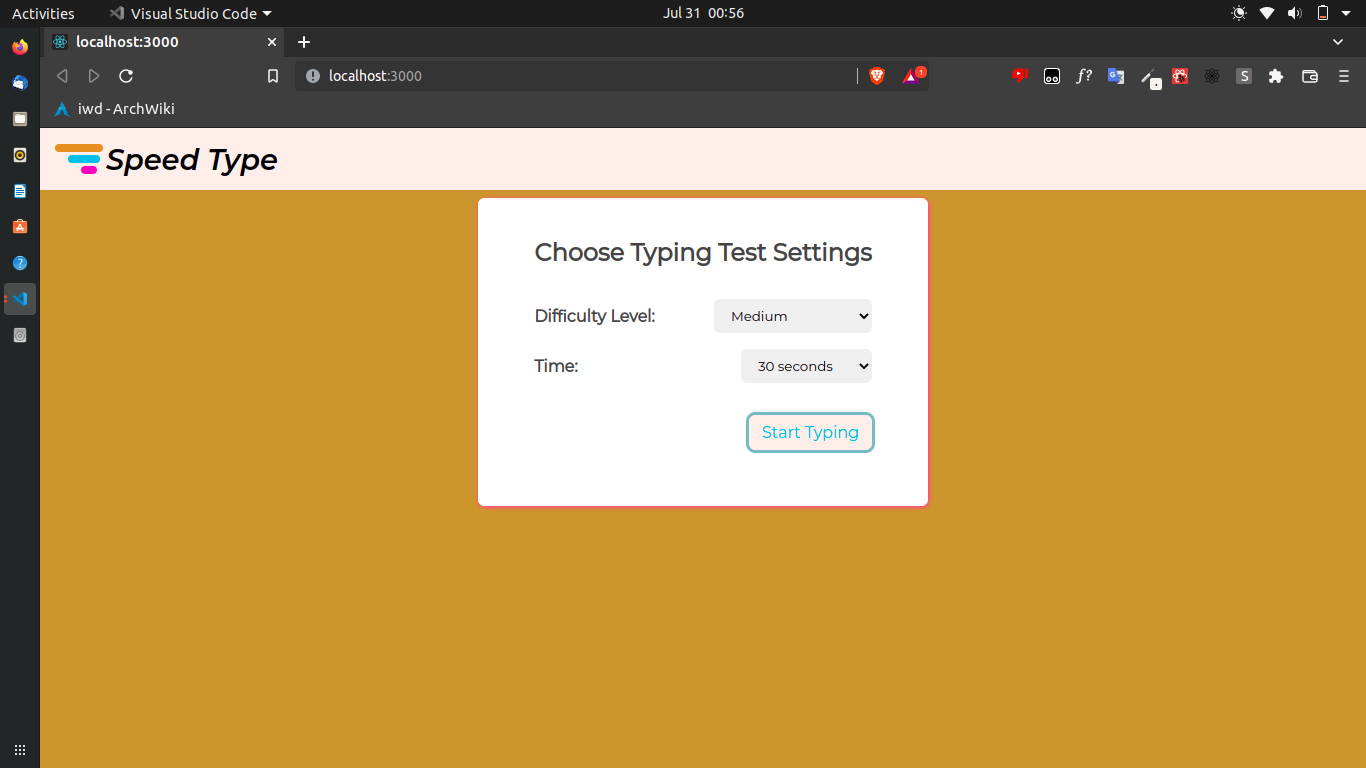 Activities Visual Studio Code Jul 31 00:56
localhost:3000
localhost:3000 1 f? S
iwd - ArchWiki
Speed Type
Choose Typing Test Settings
Difficulty Level: Medium
Time: 30 seconds
Start Typing